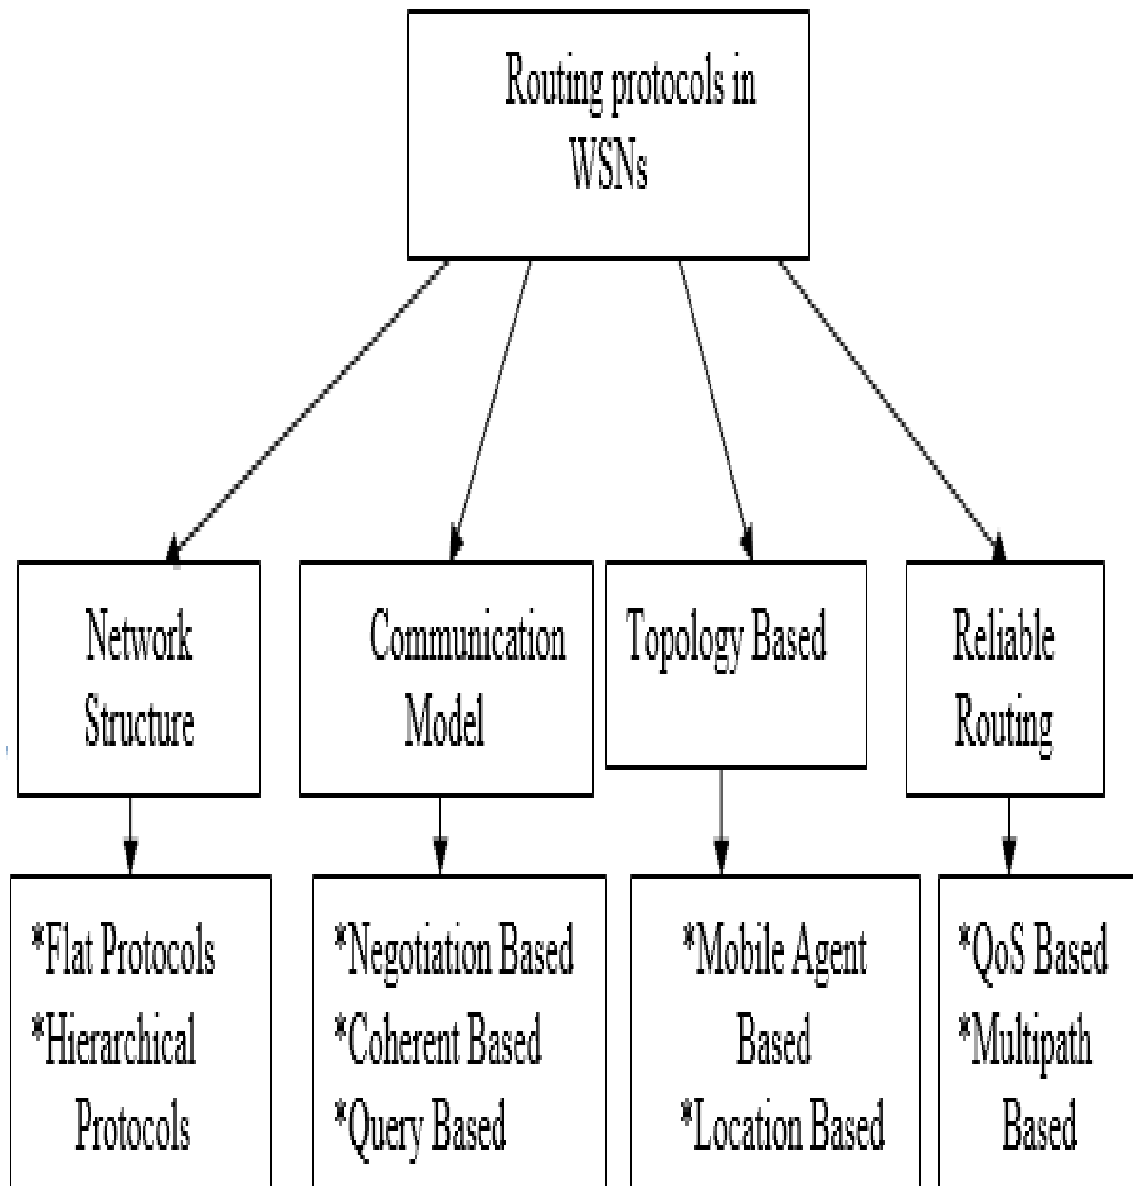 Routing protocols in
WSNs
Network
Structure
Communication
Model
Topology Based
Reliable
Routing
*Flat Protocols
*Hierarchical
Protocols
*Negotiation Based
*Coherent Based
*Query Based
*Mobile Agent
Based
*Location Based
*QoS Based
*Multipath
Based